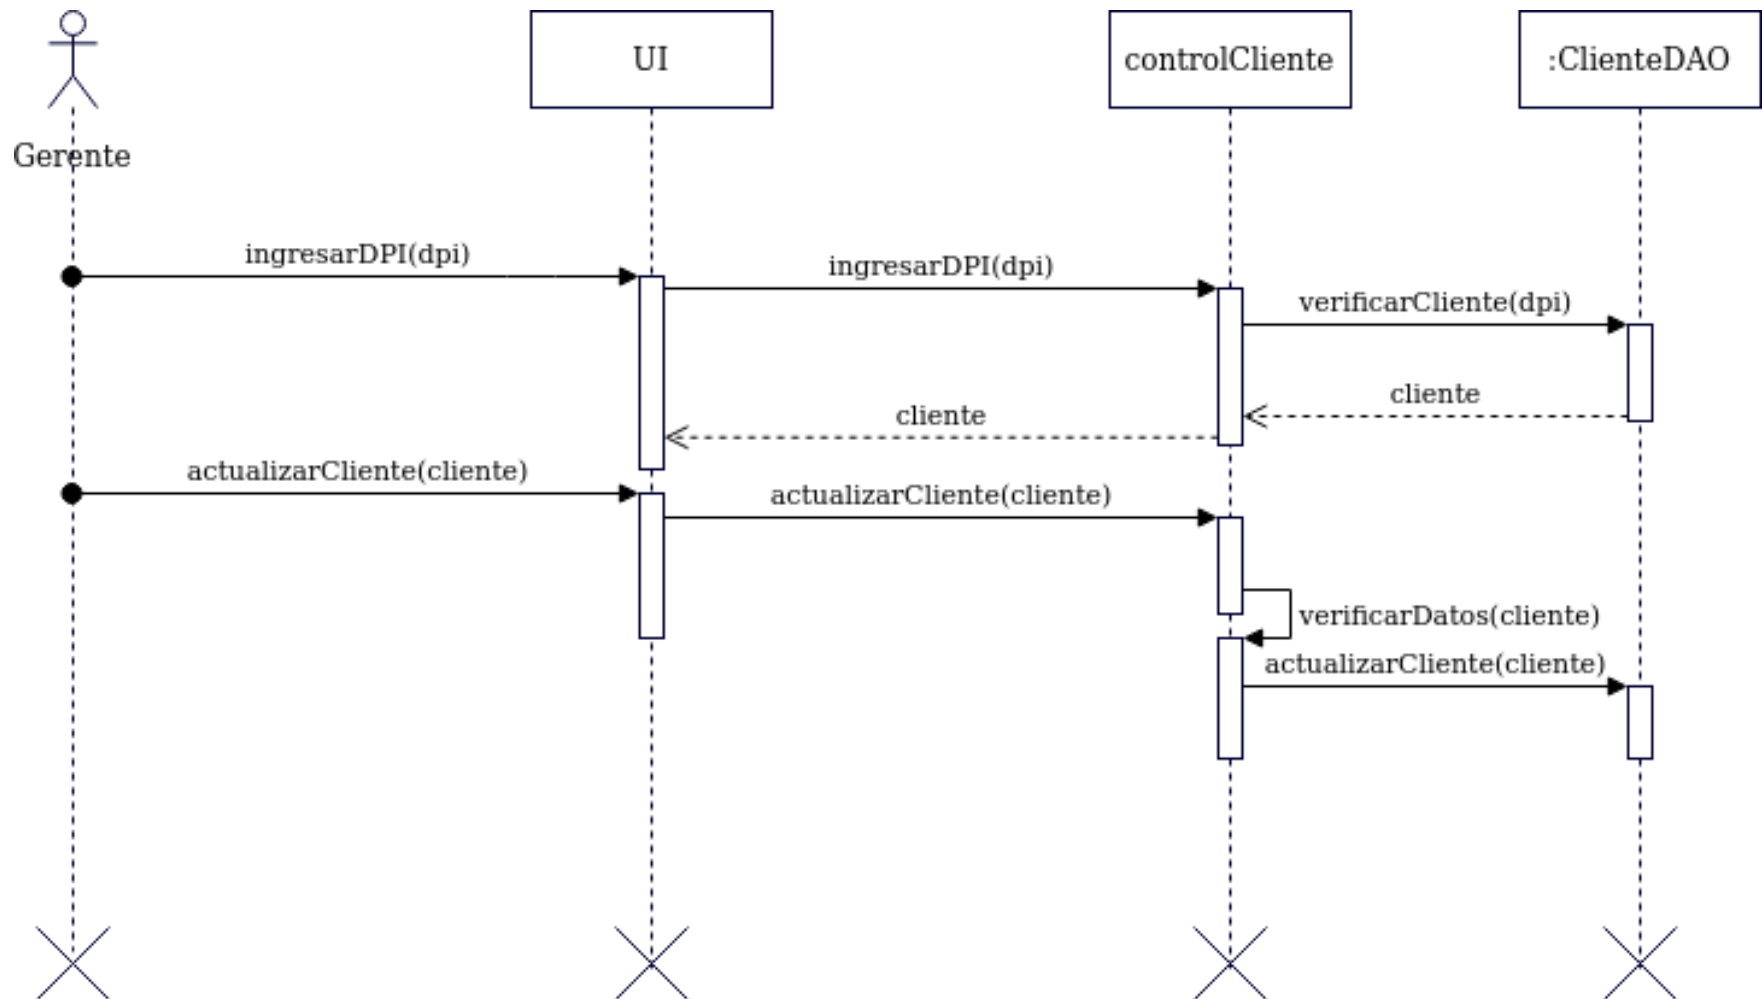 UI
controlCliente
:ClienteDAO
Gerente
ingresarDPI(dpi)
ingresarDPI(dpi)
verificarCliente(dpi)
cliente
cliente
actualizarCliente(cliente)
actualizarCliente(cliente)
verificarDatos(cliente)
actualizarCliente(cliente)